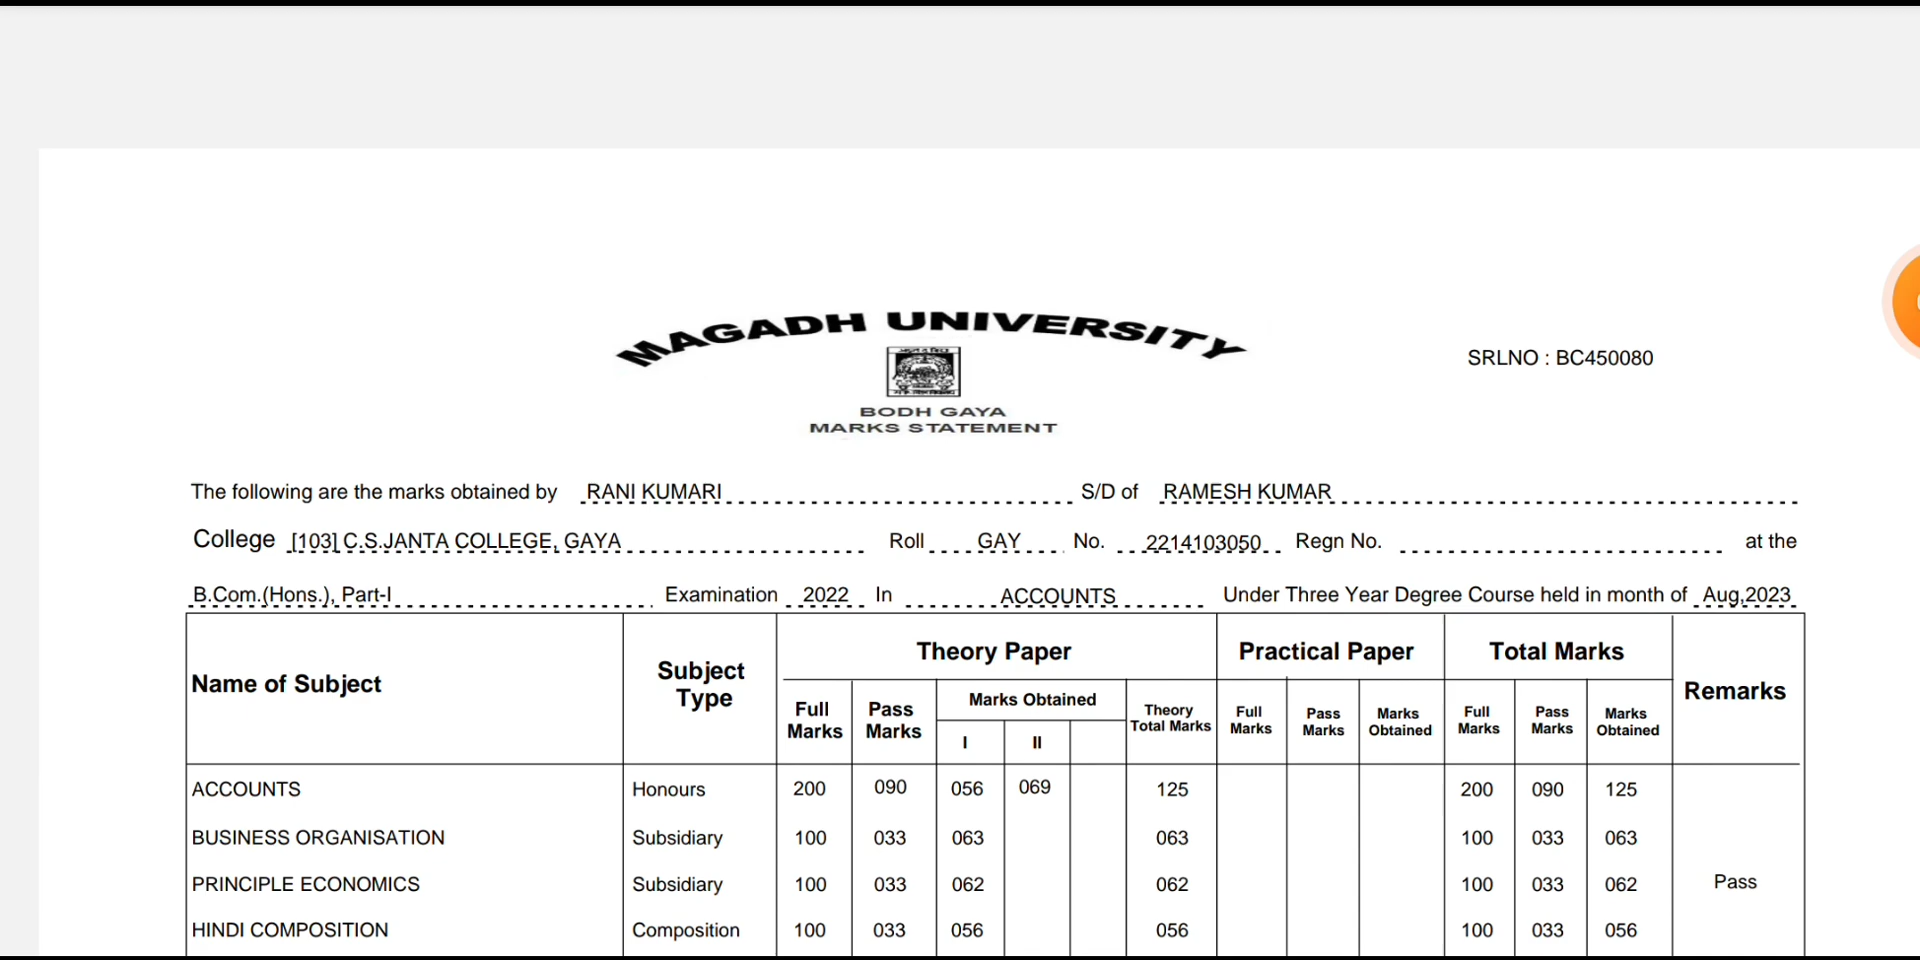 MAGADH UNIVERSITY
SRLNO : BC450080
BODH GAYA
MARKS STATEMENT
The following are the marks obtained by RANI KUMARI S/D of RAMESH KUMAR
College [103] C.S.JANTA COLLEGE, GAYA Roll GAY No. 2214103050 Regn No. at the
B.Com.(Hons.), Part-I Examination 2022 In ACCOUNTS Under Three Year Degree Course held in month of Aug,2023
Name of Subject Subject Type Theory Paper Practical Paper Total Marks Remarks
Full Marks Pass Marks Marks Obtained Theory Total Marks Full Marks Pass Marks Marks Obtained Full Marks Pass Marks Marks Obtained
I II
ACCOUNTS Honours 200 090 056 069 125 200 090 125
BUSINESS ORGANISATION Subsidiary 100 033 063 063 100 033 063
PRINCIPLE ECONOMICS Subsidiary 100 033 062 062 100 033 062 Pass
HINDI COMPOSITION Composition 100 033 056 056 100 033 056